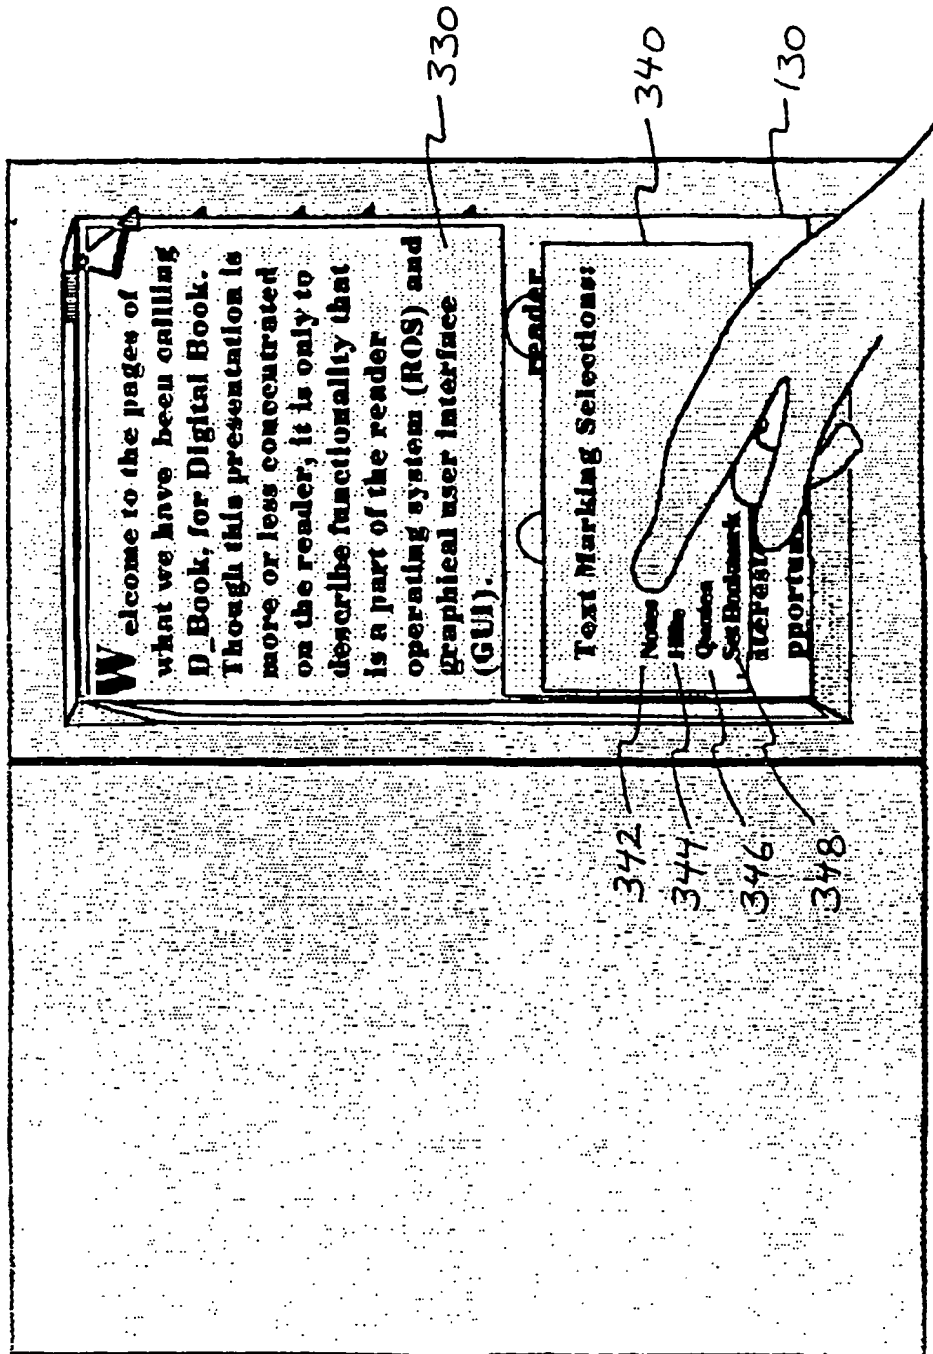 Welcome to the pages of
what we have been calling
D_Book, for Digital Book.
Though this presentation is
more or less concentrated
on the reader, it is only to
describe functionality that
is a part of the reader
operating system (ROS) and
graphical user interface
(GUI).
reader
Text Marking Selections:
Notes
Quotes
Set Bookmark
nterest
pportun
330
340
130
342
344
346
348